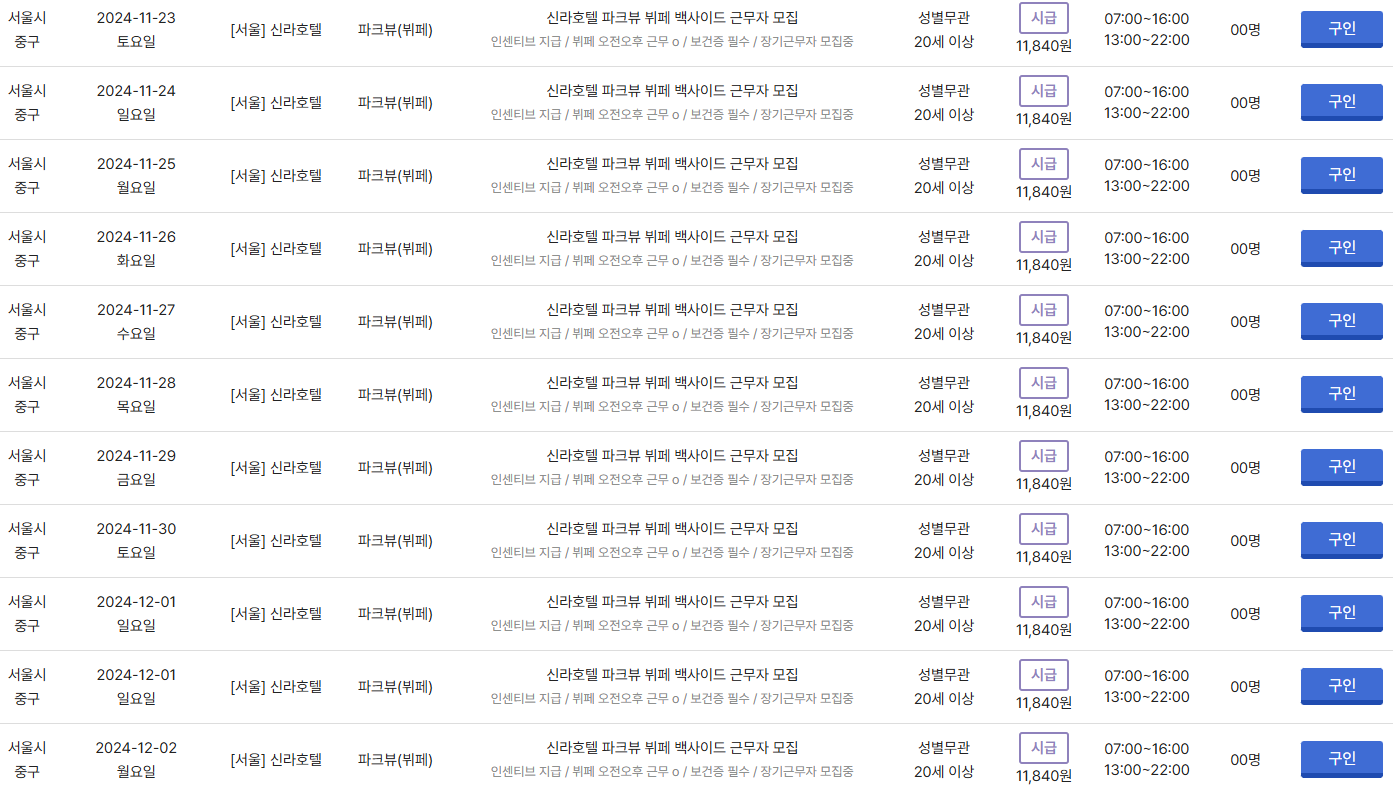 서울시 2024-11-23 [서울] 신라호텔 파크뷰(뷔페) 신라호텔 파크뷰 뷔페 백사이드 근무자 모집 성별무관 시급 07:00~16:00 00명 구인
중구 토요일 인센티브 지급 / 뷔페 오전오후 근무 o / 보건증 필수 / 장기근무자 모집중 20세 이상 11,840원 13:00~22:00
서울시 2024-11-24 [서울] 신라호텔 파크뷰(뷔페) 신라호텔 파크뷰 뷔페 백사이드 근무자 모집 성별무관 시급 07:00~16:00 00명 구인
중구 일요일 인센티브 지급 / 뷔페 오전오후 근무 o / 보건증 필수 / 장기근무자 모집중 20세 이상 11,840원 13:00~22:00
서울시 2024-11-25 [서울] 신라호텔 파크뷰(뷔페) 신라호텔 파크뷰 뷔페 백사이드 근무자 모집 성별무관 시급 07:00~16:00 00명 구인
중구 월요일 인센티브 지급 / 뷔페 오전오후 근무 o / 보건증 필수 / 장기근무자 모집중 20세 이상 11,840원 13:00~22:00
서울시 2024-11-26 [서울] 신라호텔 파크뷰(뷔페) 신라호텔 파크뷰 뷔페 백사이드 근무자 모집 성별무관 시급 07:00~16:00 00명 구인
중구 화요일 인센티브 지급 / 뷔페 오전오후 근무 o / 보건증 필수 / 장기근무자 모집중 20세 이상 11,840원 13:00~22:00
서울시 2024-11-27 [서울] 신라호텔 파크뷰(뷔페) 신라호텔 파크뷰 뷔페 백사이드 근무자 모집 성별무관 시급 07:00~16:00 00명 구인
중구 수요일 인센티브 지급 / 뷔페 오전오후 근무 o / 보건증 필수 / 장기근무자 모집중 20세 이상 11,840원 13:00~22:00
서울시 2024-11-28 [서울] 신라호텔 파크뷰(뷔페) 신라호텔 파크뷰 뷔페 백사이드 근무자 모집 성별무관 시급 07:00~16:00 00명 구인
중구 목요일 인센티브 지급 / 뷔페 오전오후 근무 o / 보건증 필수 / 장기근무자 모집중 20세 이상 11,840원 13:00~22:00
서울시 2024-11-29 [서울] 신라호텔 파크뷰(뷔페) 신라호텔 파크뷰 뷔페 백사이드 근무자 모집 성별무관 시급 07:00~16:00 00명 구인
중구 금요일 인센티브 지급 / 뷔페 오전오후 근무 o / 보건증 필수 / 장기근무자 모집중 20세 이상 11,840원 13:00~22:00
서울시 2024-11-30 [서울] 신라호텔 파크뷰(뷔페) 신라호텔 파크뷰 뷔페 백사이드 근무자 모집 성별무관 시급 07:00~16:00 00명 구인
중구 토요일 인센티브 지급 / 뷔페 오전오후 근무 o / 보건증 필수 / 장기근무자 모집중 20세 이상 11,840원 13:00~22:00
서울시 2024-12-01 [서울] 신라호텔 파크뷰(뷔페) 신라호텔 파크뷰 뷔페 백사이드 근무자 모집 성별무관 시급 07:00~16:00 00명 구인
중구 일요일 인센티브 지급 / 뷔페 오전오후 근무 o / 보건증 필수 / 장기근무자 모집중 20세 이상 11,840원 13:00~22:00
서울시 2024-12-01 [서울] 신라호텔 파크뷰(뷔페) 신라호텔 파크뷰 뷔페 백사이드 근무자 모집 성별무관 시급 07:00~16:00 00명 구인
중구 일요일 인센티브 지급 / 뷔페 오전오후 근무 o / 보건증 필수 / 장기근무자 모집중 20세 이상 11,840원 13:00~22:00
서울시 2024-12-02 [서울] 신라호텔 파크뷰(뷔페) 신라호텔 파크뷰 뷔페 백사이드 근무자 모집 성별무관 시급 07:00~16:00 00명 구인
중구 월요일 인센티브 지급 / 뷔페 오전오후 근무 o / 보건증 필수 / 장기근무자 모집중 20세 이상 11,840원 13:00~22:00